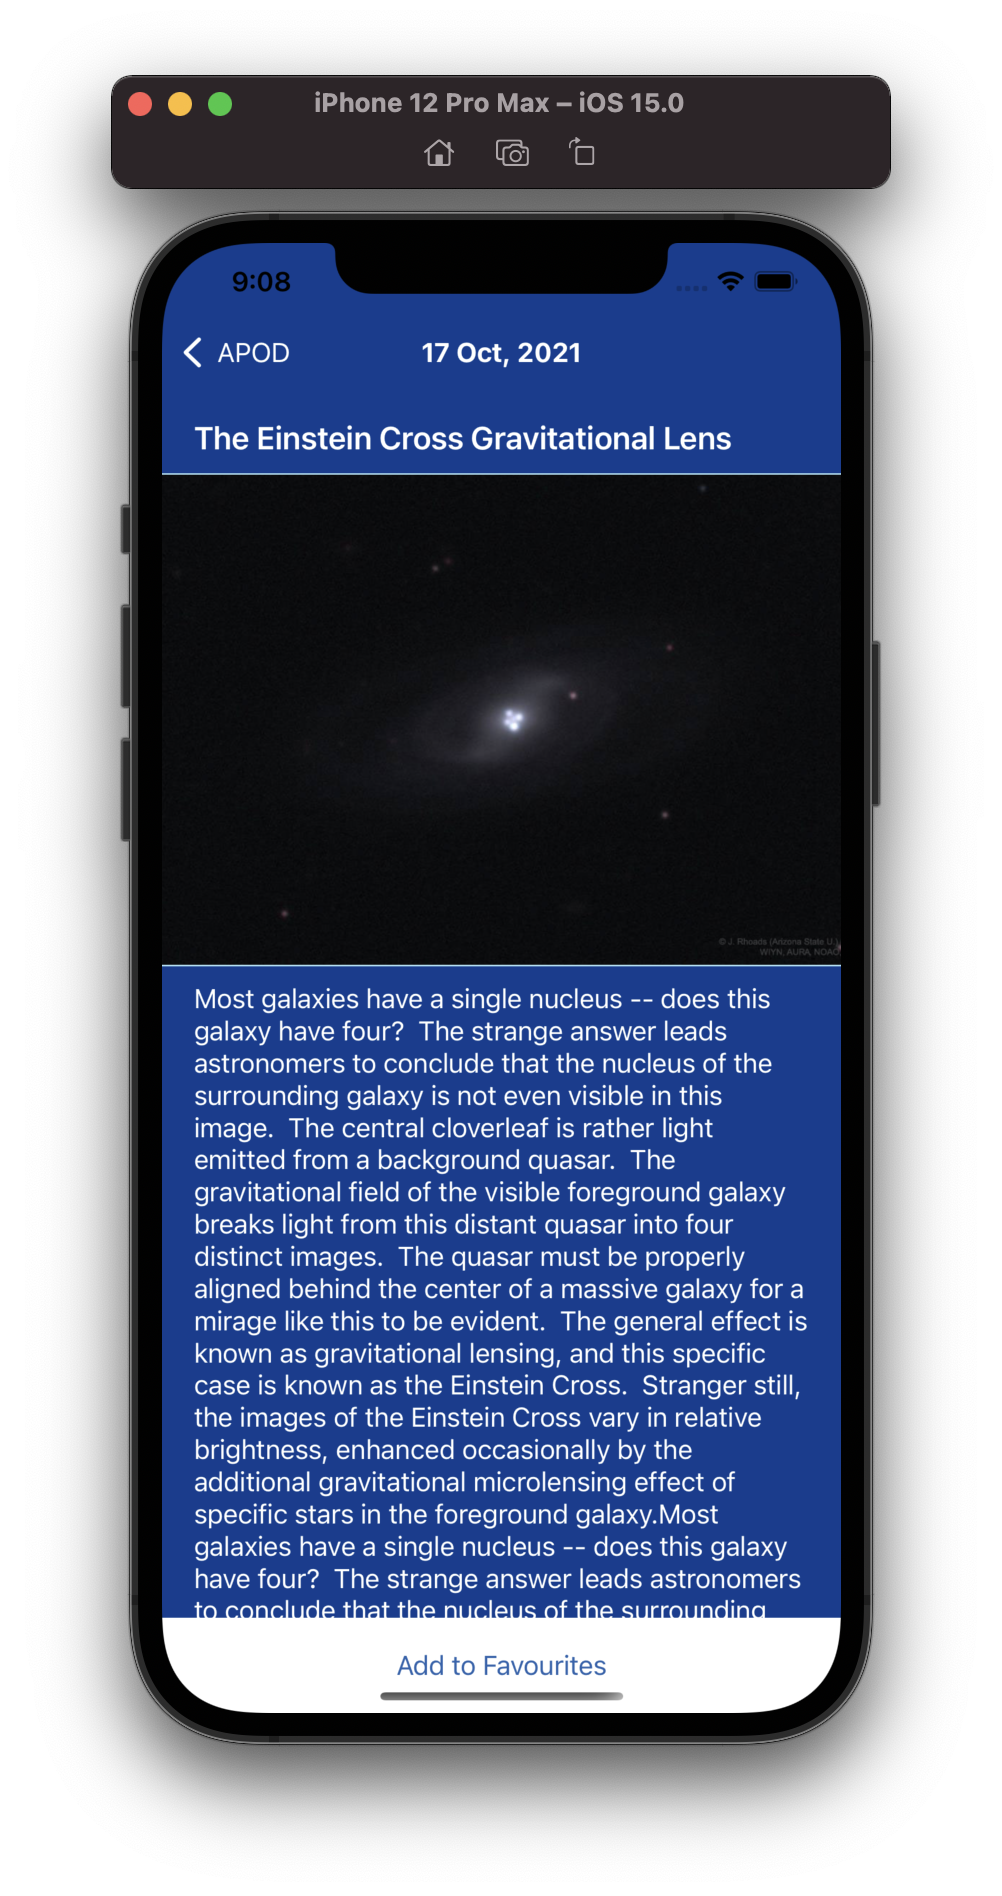 iPhone 12 Pro Max – iOS 15.0
9:08
APOD
17 Oct, 2021
The Einstein Cross Gravitational Lens
© J. Rhoads (Arizona State U.)
WIYN, AURA, NOAO
Most galaxies have a single nucleus -- does this
galaxy have four?  The strange answer leads
astronomers to conclude that the nucleus of the
surrounding galaxy is not even visible in this
image.  The central cloverleaf is rather light
emitted from a background quasar.  The
gravitational field of the visible foreground galaxy
breaks light from this distant quasar into four
distinct images.  The quasar must be properly
aligned behind the center of a massive galaxy for a
mirage like this to be evident.  The general effect is
known as gravitational lensing, and this specific
case is known as the Einstein Cross.  Stranger still,
the images of the Einstein Cross vary in relative
brightness, enhanced occasionally by the
additional gravitational microlensing effect of
specific stars in the foreground galaxy.Most
galaxies have a single nucleus -- does this galaxy
have four?  The strange answer leads astronomers
to conclude that the nucleus of the surrounding
Add to Favourites